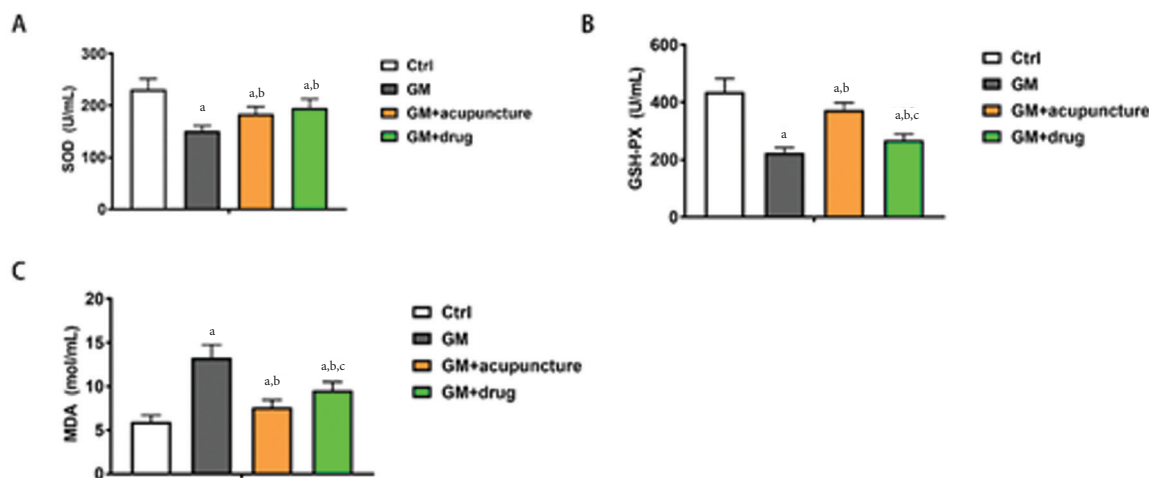 A
300
200
100
0
SOD (U/mL)
a
a,b
a,b
Ctrl
GM
GM+acupuncture
GM+drug
B
600
400
200
0
GSH-PX (U/mL)
a
a,b
a,b,c
Ctrl
GM
GM+acupuncture
GM+drug
C
20
15
10
5
0
MDA (mol/mL)
a
a,b
a,b,c
Ctrl
GM
GM+acupuncture
GM+drug